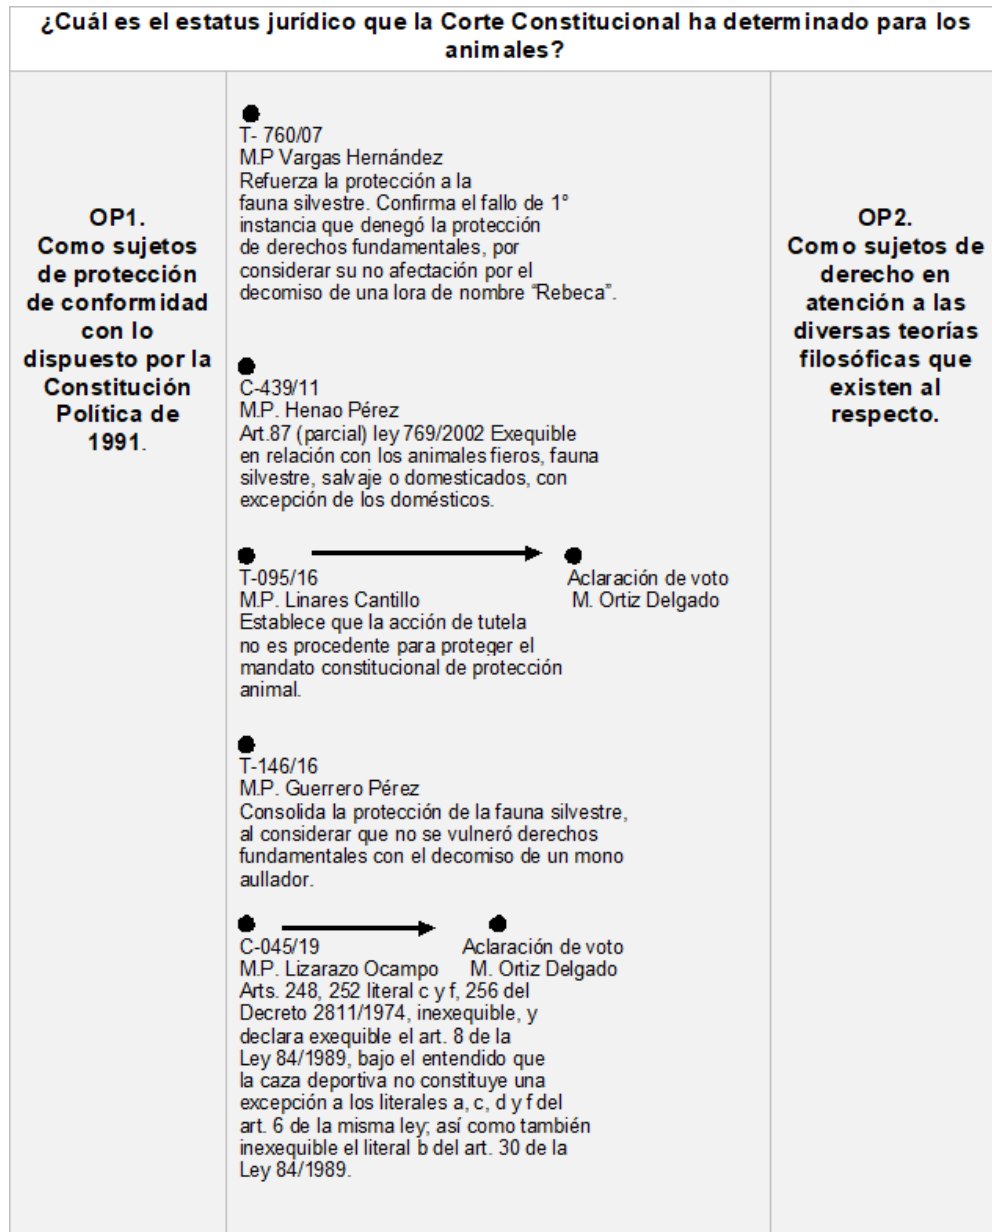 ¿Cuál es el estatus jurídico que la Corte Constitucional ha determinado para los
animales?
OP1.
Como sujetos
de protección
de conformidad
con lo
dispuesto por la
Constitución
Política de
1991.
T- 760/07
M.P Vargas Hernández
Refuerza la protección a la
fauna silvestre. Confirma el fallo de 1°
instancia que denegó la protección
de derechos fundamentales, por
considerar su no afectación por el
decomiso de una lora de nombre “Rebeca”.
C-439/11
M.P. Henao Pérez
Art.87 (parcial) ley 769/2002 Exequible
en relación con los animales fieros, fauna
silvestre, salvaje o domesticados, con
excepción de los domésticos.
T-095/16
M.P. Linares Cantillo
Establece que la acción de tutela
no es procedente para proteger el
mandato constitucional de protección
animal.
Aclaración de voto
M. Ortiz Delgado
T-146/16
M.P. Guerrero Pérez
Consolida la protección de la fauna silvestre,
al considerar que no se vulneró derechos
fundamentales con el decomiso de un mono
aullador.
C-045/19
M.P. Lizarazo Ocampo
Aclaración de voto
M. Ortiz Delgado
Arts. 248, 252 literal c y f, 256 del
Decreto 2811/1974, inexequible, y
declara exequible el art. 8 de la
Ley 84/1989, bajo el entendido que
la caza deportiva no constituye una
excepción a los literales a, c, d y f del
art. 6 de la misma ley; así como también
inexequible el literal b del art. 30 de la
Ley 84/1989.
OP2.
Como sujetos de
derecho en
atención a las
diversas teorías
filosóficas que
existen al
respecto.